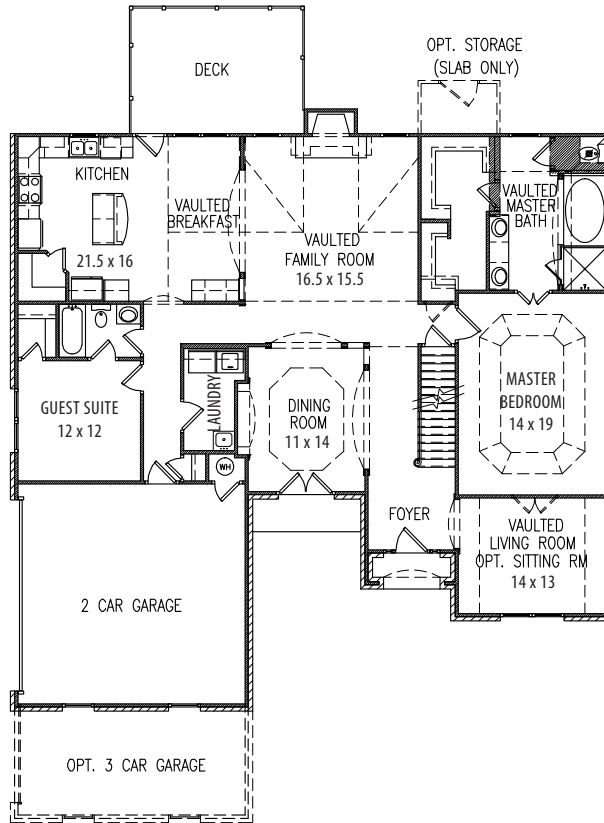 DECK
OPT. STORAGE
(SLAB ONLY)
KITCHEN
21.5 x 16
VAULTED
BREAKFAST
VAULTED
FAMILY ROOM
16.5 x 15.5
VAULTED
MASTER
BATH
GUEST SUITE
12 x 12
LAUNDRY
WH
DINING
ROOM
11 x 14
MASTER
BEDROOM
14 x 19
FOYER
VAULTED
LIVING ROOM
OPT. SITTING RM
14 x 13
2 CAR GARAGE
OPT. 3 CAR GARAGE